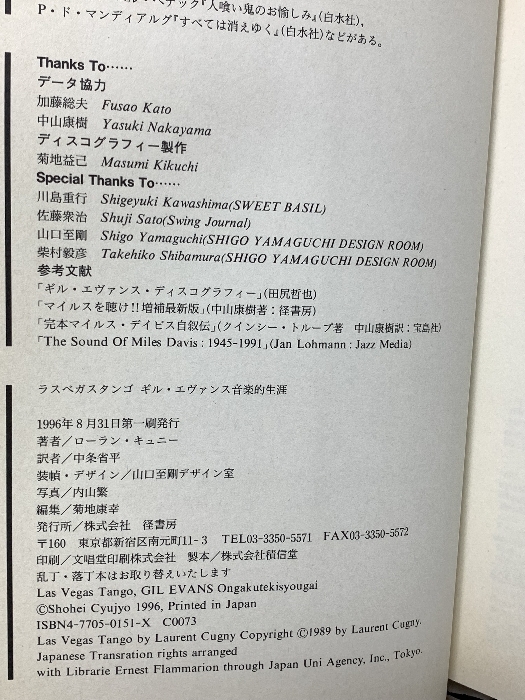 『人喰い鬼のお愉しみ』(白水社),
P・ド・マンディアルグ『すべては消えゆく』(白水社)などがある。
Thanks To……
データ協力
加藤総夫 Fusao Kato
中山康樹 Yasuki Nakayama
ディスコグラフィー製作
菊地益己 Masumi Kikuchi
Special Thanks To……
川島重行 Shigeyuki Kawashima(SWEET BASIL)
佐藤衆治 Shuji Sato(Swing Journal)
山口至剛 Shigo Yamaguchi(SHIGO YAMAGUCHI DESIGN ROOM)
柴村毅彦 Takehiko Shibamura(SHIGO YAMAGUCHI DESIGN ROOM)
参考文献
「ギル・エヴァンス・ディスコグラフィー」(田尻哲也)
「マイルスを聴け!!増補最新版」(中山康樹著:径書房)
「完本マイルス・デイビス自叙伝」(クインシー・トループ著 中山康樹訳:宝島社)
「The Sound Of Miles Davis : 1945-1991」(Jan Lohmann : Jazz Media)
ラスベガスタンゴ ギル・エヴァンス音楽的生涯
1996年8月31日第一刷発行
著者/ローラン・キュニー
訳者/中条省平
装幀・デザイン/山口至剛デザイン室
写真/内山繁
編集/菊地康幸
発行所/株式会社 径書房
〒160 東京都新宿区南元町11-3 TEL03-3350-5571 FAX03-3350-5572
印刷/文唱堂印刷株式会社 製本/株式会社積信堂
乱丁・落丁本はお取り替えいたします
Las Vegas Tango, GIL EVANS Ongakutekisyougai
©Shohei Cyujyo 1996, Printed in Japan
ISBN4-7705-0151-X C0073
Las Vegas Tango by Laurent Cugny Copyright ©1989 by Laurent Cugny.
Japanese Transration rights arranged
with Librarie Ernest Flammarion through Japan Uni Agency, Inc., Tokyo.